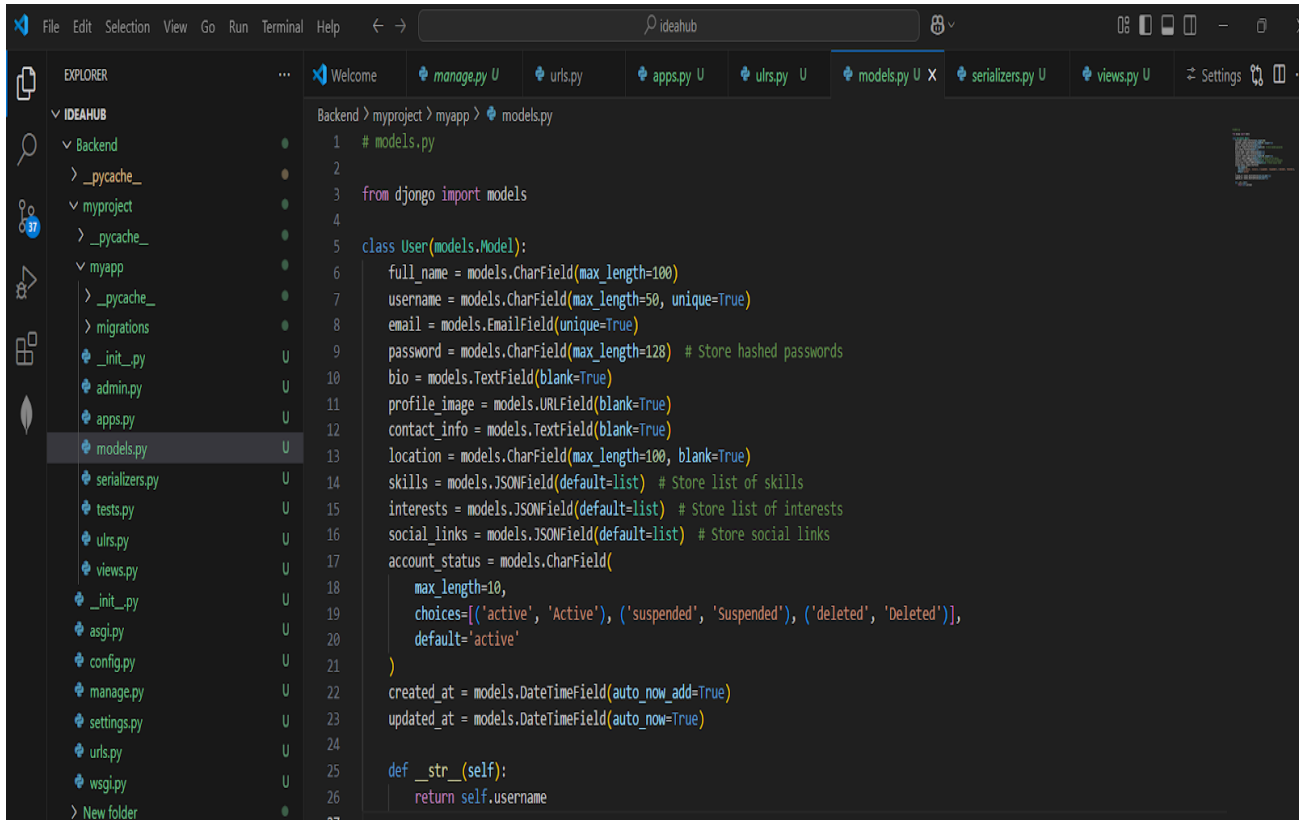 File Edit Selection View Go Run Terminal Help ← → ideahub
EXPLORER ···
IDEAHUB
Backend
__pycache__
myproject
__pycache__
myapp
__pycache__
migrations
__init__.py U
admin.py U
apps.py U
models.py U
serializers.py U
tests.py U
ulrs.py U
views.py U
__init__.py U
asgi.py U
config.py U
manage.py U
settings.py U
urls.py U
wsgi.py U
New folder
37
Welcome manage.py U urls.py apps.py U ulrs.py U models.py U X serializers.py U views.py U Settings
Backend > myproject > myapp > models.py
1 # models.py
2
3 from djongo import models
4
5 class User(models.Model):
6     full_name = models.CharField(max_length=100)
7     username = models.CharField(max_length=50, unique=True)
8     email = models.EmailField(unique=True)
9     password = models.CharField(max_length=128)  # Store hashed passwords
10     bio = models.TextField(blank=True)
11     profile_image = models.URLField(blank=True)
12     contact_info = models.TextField(blank=True)
13     location = models.CharField(max_length=100, blank=True)
14     skills = models.JSONField(default=list)  # Store list of skills
15     interests = models.JSONField(default=list)  # Store list of interests
16     social_links = models.JSONField(default=list)  # Store social links
17     account_status = models.CharField(
18         max_length=10,
19         choices=[('active', 'Active'), ('suspended', 'Suspended'), ('deleted', 'Deleted')],
20         default='active'
21     )
22     created_at = models.DateTimeField(auto_now_add=True)
23     updated_at = models.DateTimeField(auto_now=True)
24
25     def __str__(self):
26         return self.username
27